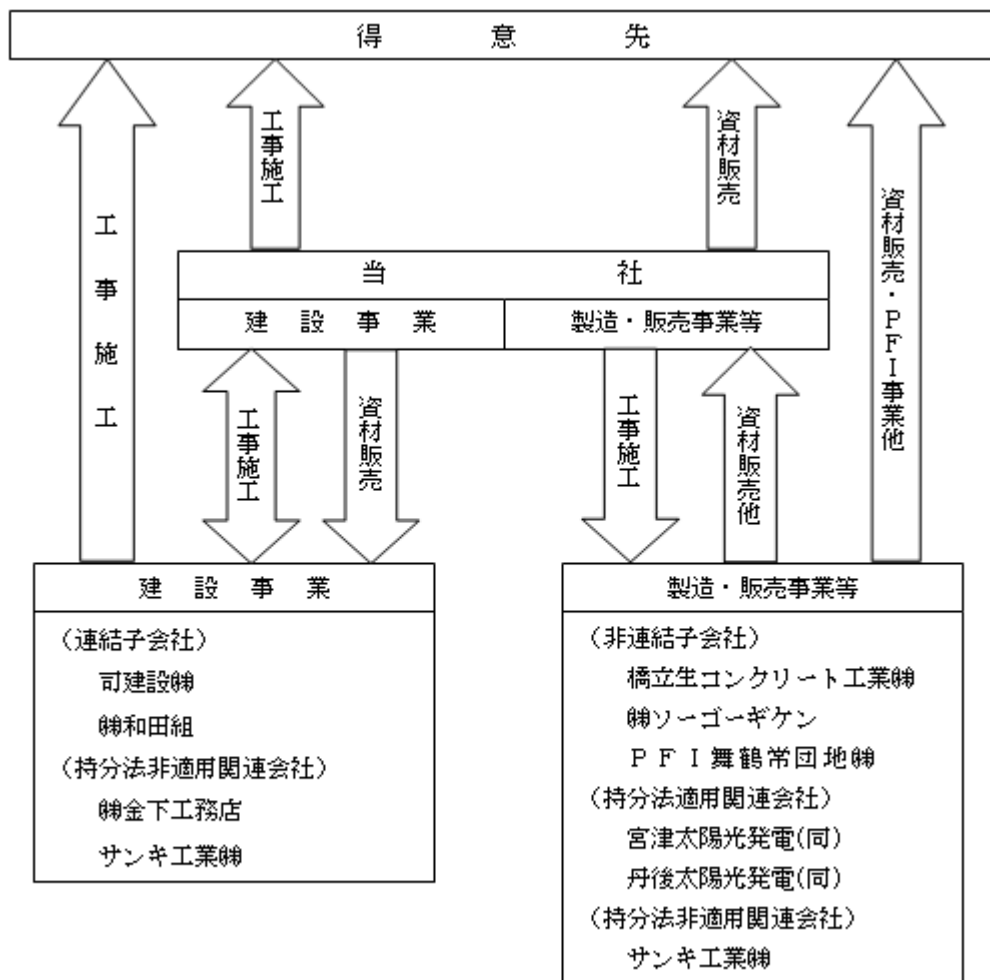 得意先
工事施工
工事施工
資材販売
資材販売・PFI事業他
当社
建設事業
製造・販売事業等
工事施工
資材販売
工事施工
資材販売他
建設事業
(連結子会社)
司建設㈱
㈱和田組
(持分法非適用関連会社)
㈱金下工務店
サンキ工業㈱
製造・販売事業等
(非連結子会社)
橋立生コンクリート工業㈱
㈱ソーゴーギケン
PFI舞鶴常団地㈱
(持分法適用関連会社)
宮津太陽光発電(同)
丹後太陽光発電(同)
(持分法非適用関連会社)
サンキ工業㈱